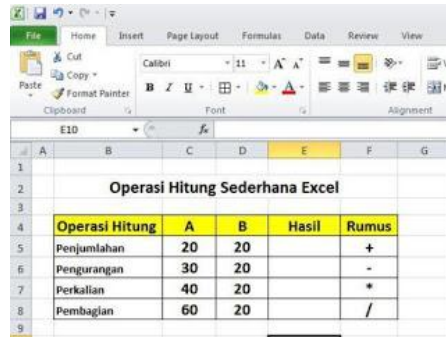 File Home Insert Page Layout Formulas Data Review View
Cut
Copy
Format Painter
Paste
Calibri 11 A A
B I U A
Clipboard Font Alignment
E10 fx
A B C D E F G
1
2 Operasi Hitung Sederhana Excel
3
4 Operasi Hitung A B Hasil Rumus
5 Penjumlahan 20 20 +
6 Pengurangan 30 20 -
7 Perkalian 40 20 *
8 Pembagian 60 20 /
9